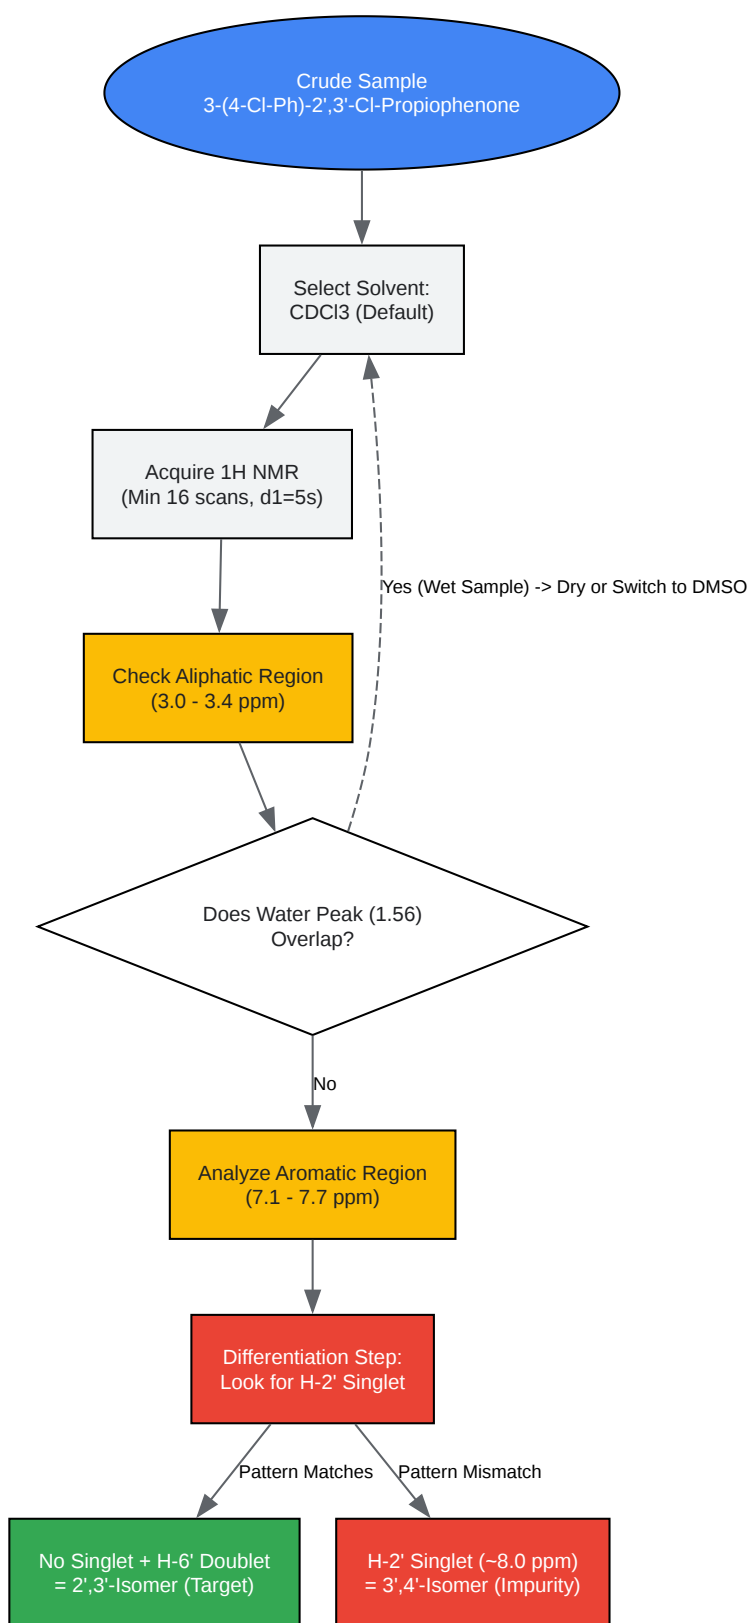 Crude Sample
3-(4-Cl-Ph)-2',3'-Cl-Propiophenone
Select Solvent:
CDCl3 (Default)
Acquire 1H NMR
(Min 16 scans, d1=5s)
Yes (Wet Sample) -> Dry or Switch to DMSO
Check Aliphatic Region
(3.0 - 3.4 ppm)
Does Water Peak (1.56)
Overlap?
No
Analyze Aromatic Region
(7.1 - 7.7 ppm)
Differentiation Step:
Look for H-2' Singlet
Pattern Matches
Pattern Mismatch
No Singlet + H-6' Doublet
= 2',3'-Isomer (Target)
H-2' Singlet (~8.0 ppm)
= 3',4'-Isomer (Impurity)